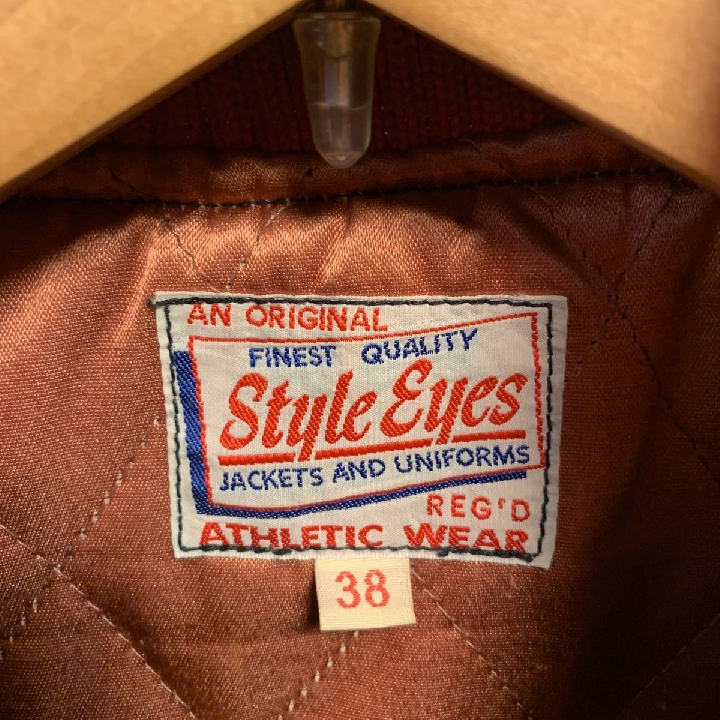 AN ORIGINAL
FINEST QUALITY
Style Eyes
JACKETS AND UNIFORMS
REG'D
ATHLETIC WEAR
38